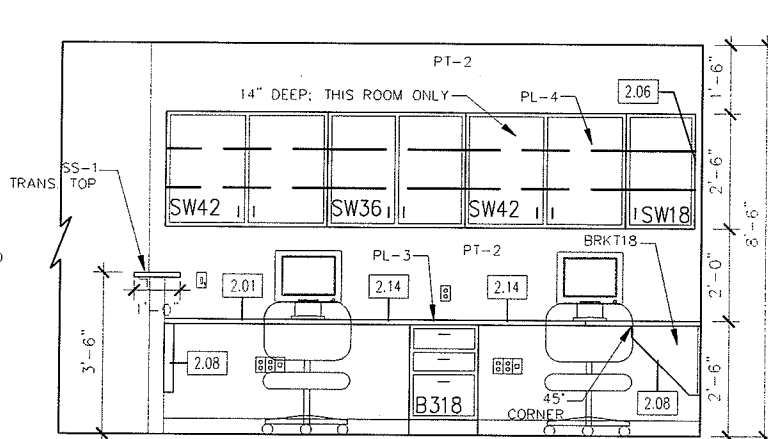 PT-2
14" DEEP; THIS ROOM ONLY
PL-4
2.06
1'-6"
SS-1
TRANS. TOP
SW42
SW36
SW42
SW18
2'-6"
8'-6"
PL-3
PT-2
BRKT18
2.01
2.14
2.14
2'-0"
1'-0"
3'-6"
2.08
B318
45°
CORNER
2.08
2'-6"